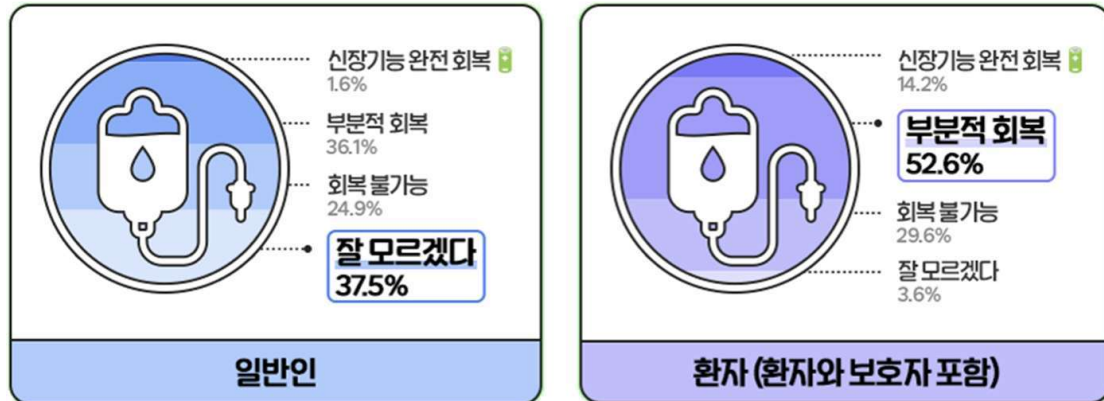 신장기능 완전 회복
1.6%
부분적 회복
36.1%
회복 불가능
24.9%
잘 모르겠다
37.5%
일반인
신장기능 완전 회복
14.2%
부분적 회복
52.6%
회복 불가능
29.6%
잘 모르겠다
3.6%
환자 (환자와 보호자 포함)